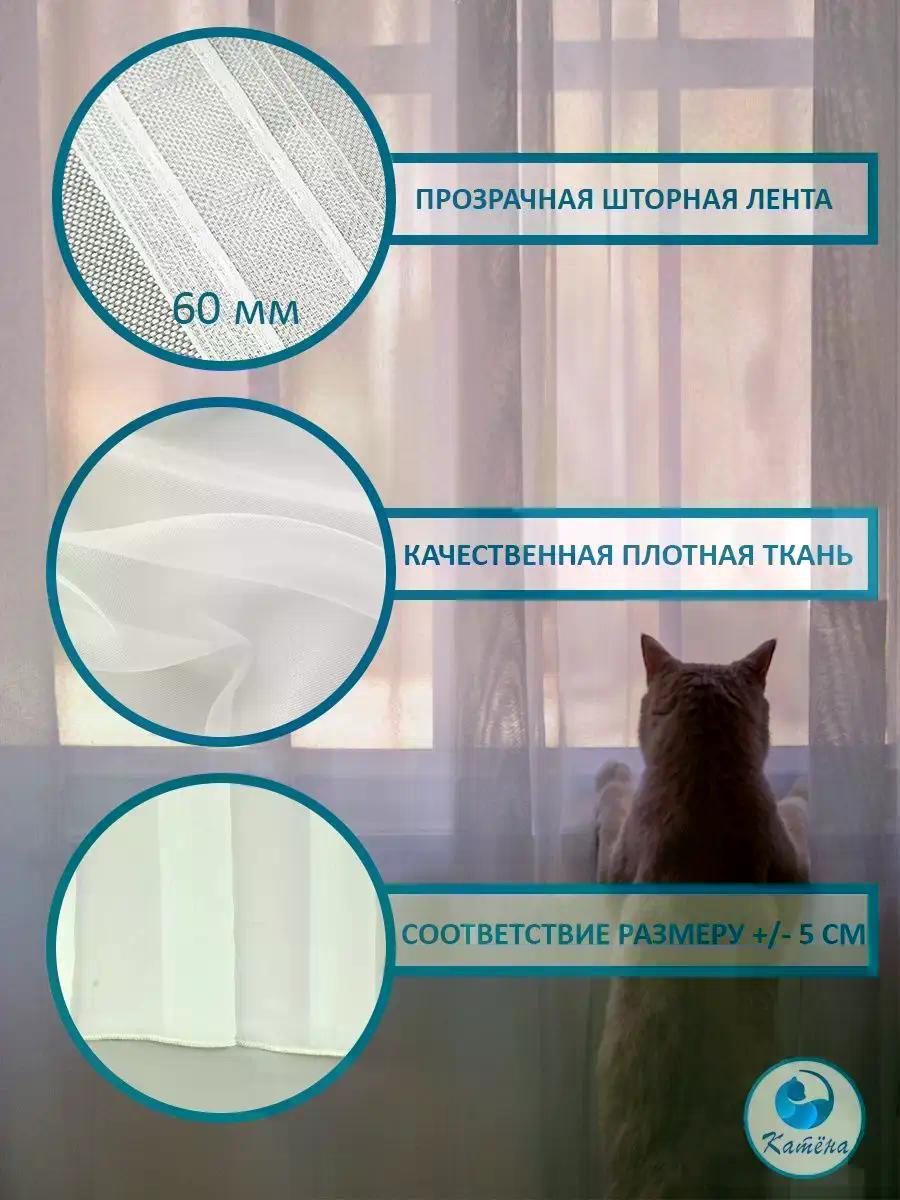 ПРОЗРАЧНАЯ ШТОРНАЯ ЛЕНТА
60 мм
КАЧЕСТВЕННАЯ ПЛОТНАЯ ТКАНЬ
СООТВЕТСТВИЕ РАЗМЕРУ +/- 5 СМ
Катёна